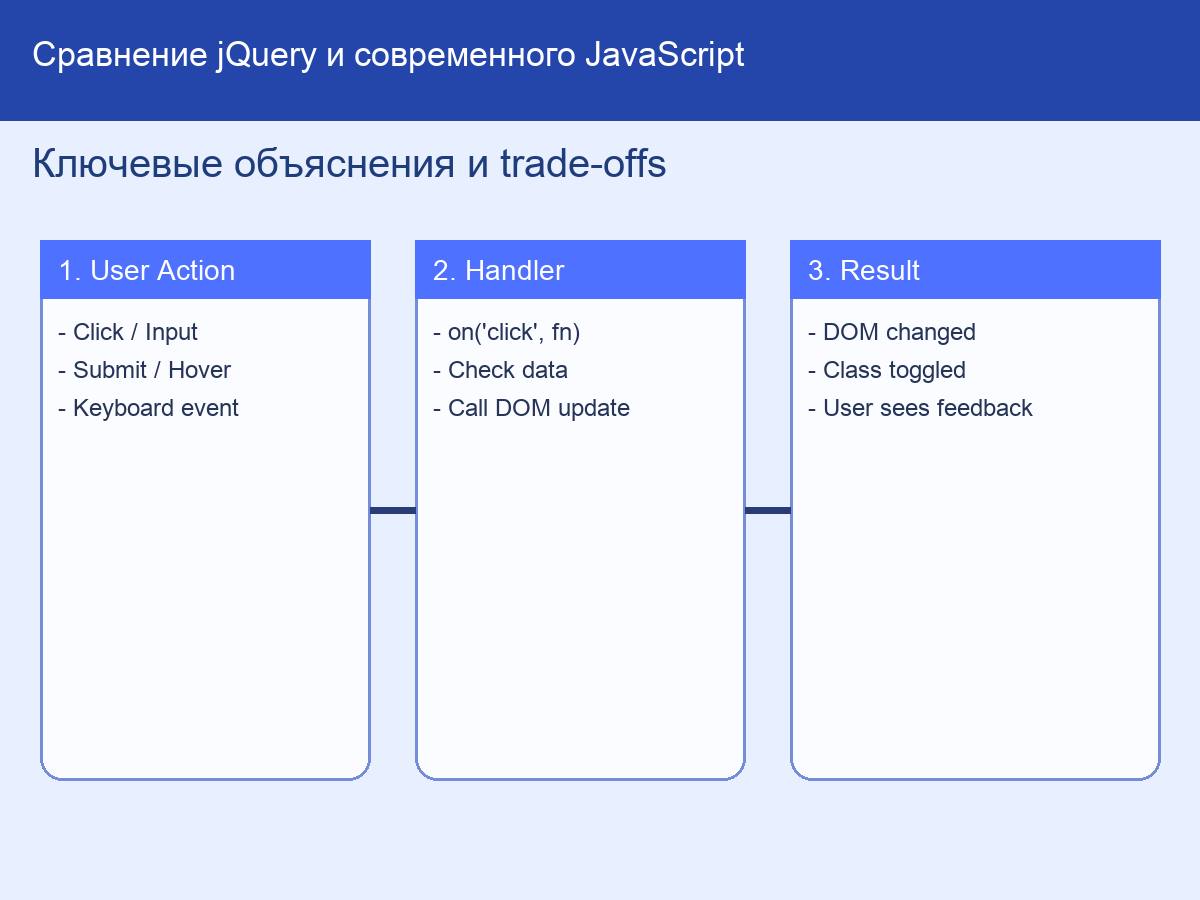 Сравнение jQuery и современного JavaScript
Ключевые объяснения и trade-offs
1. User Action
- Click / Input
- Submit / Hover
- Keyboard event
2. Handler
- on('click', fn)
- Check data
- Call DOM update
3. Result
- DOM changed
- Class toggled
- User sees feedback